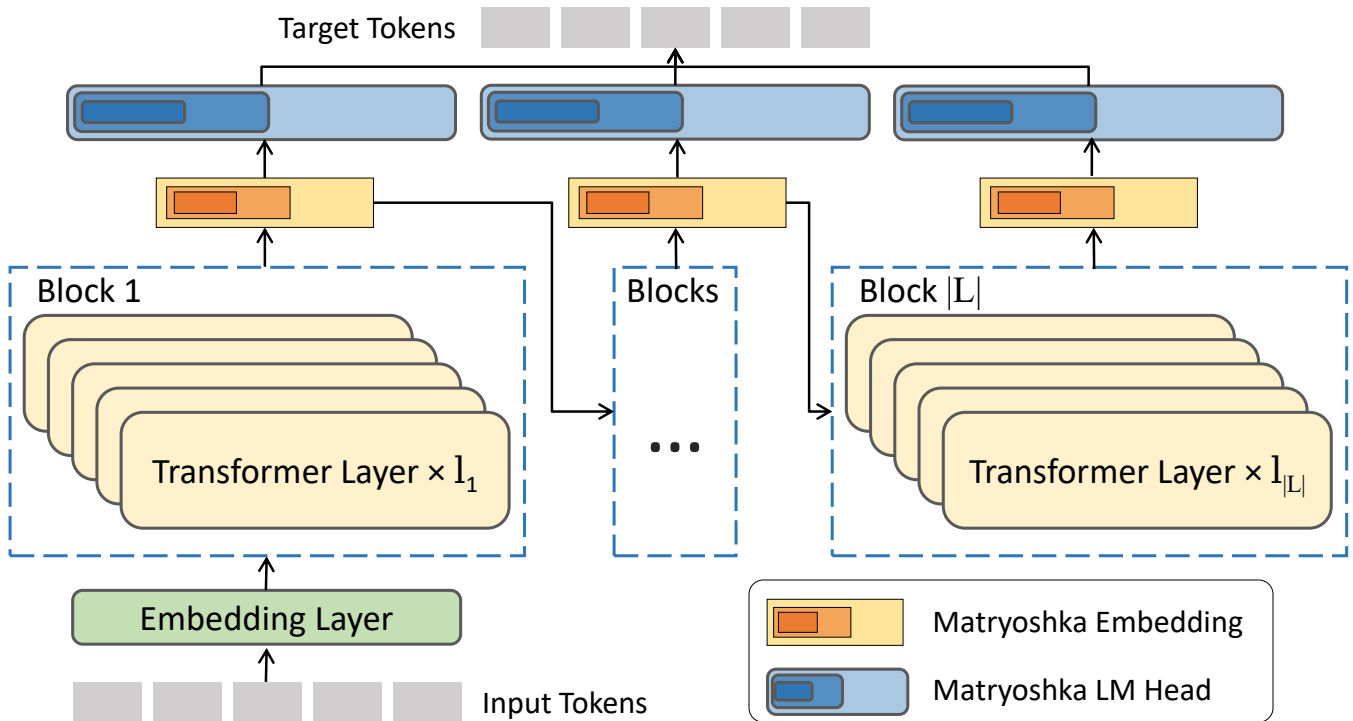 Target Tokens
Block 1
Blocks
Block |L|
Transformer Layer × l₁
...
Transformer Layer × l|L|
Embedding Layer
Input Tokens
Matryoshka Embedding
Matryoshka LM Head